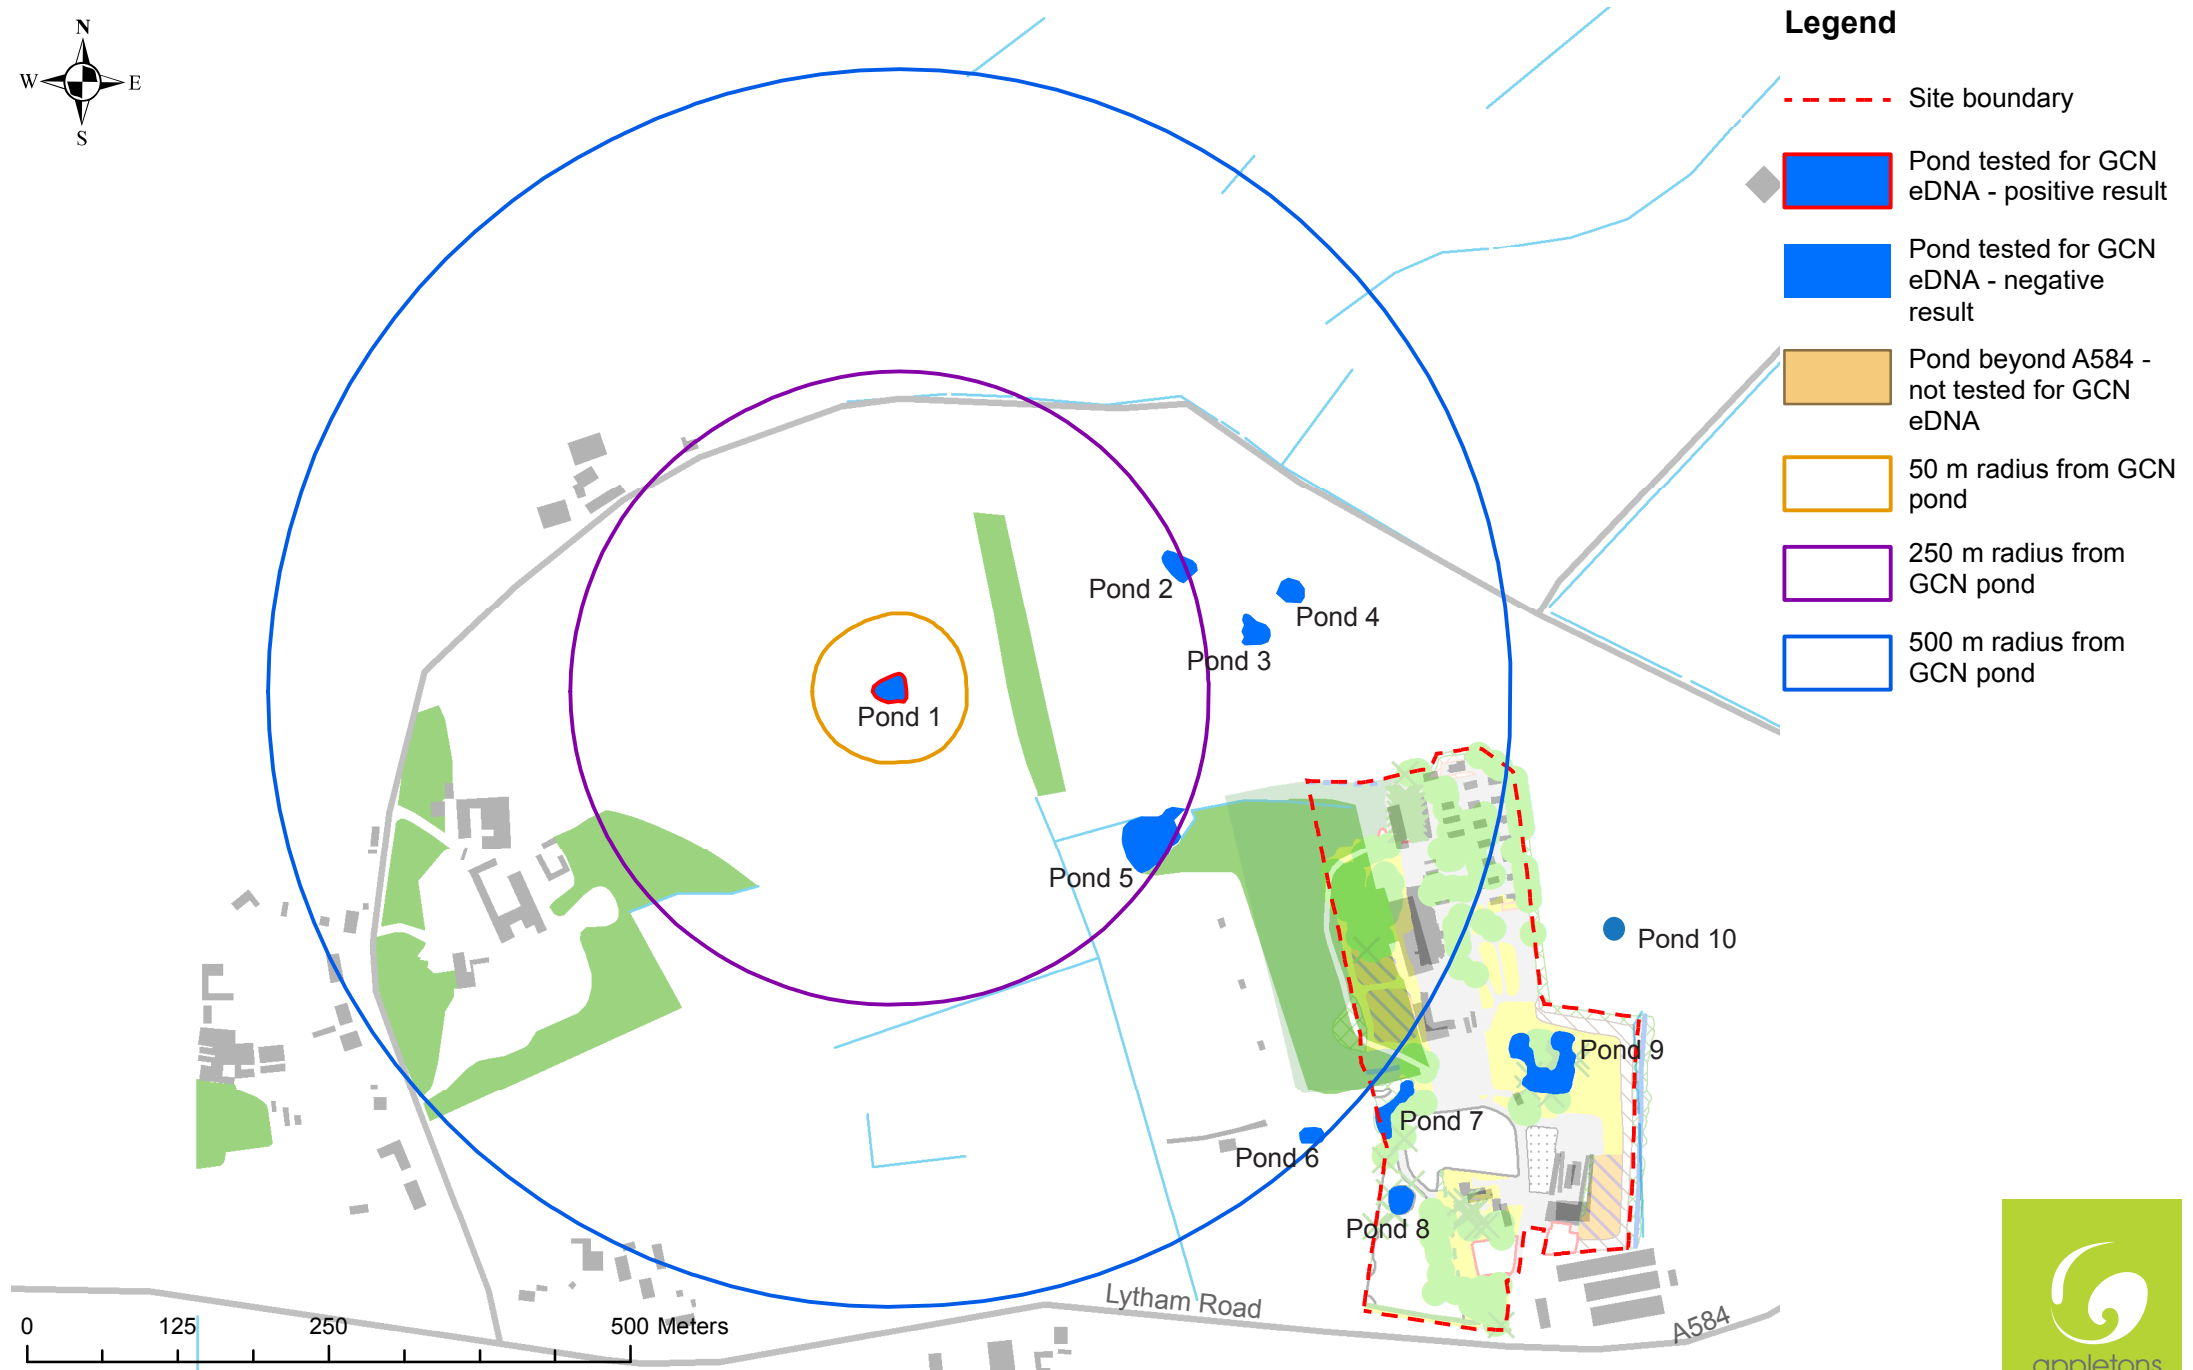 N
W
E
S
Legend
Site boundary
Pond tested for GCN
eDNA - positive result
Pond tested for GCN
eDNA - negative
result
Pond beyond A584 -
not tested for GCN
eDNA
50 m radius from GCN
pond
250 m radius from
GCN pond
500 m radius from
GCN pond
Pond 2
Pond 4
Pond 3
Pond 1
Pond 5
Pond 10
Pond 9
Pond 7
Pond 6
Pond 8
Lytham Road
A584
0
125
250
500 Meters
appletons